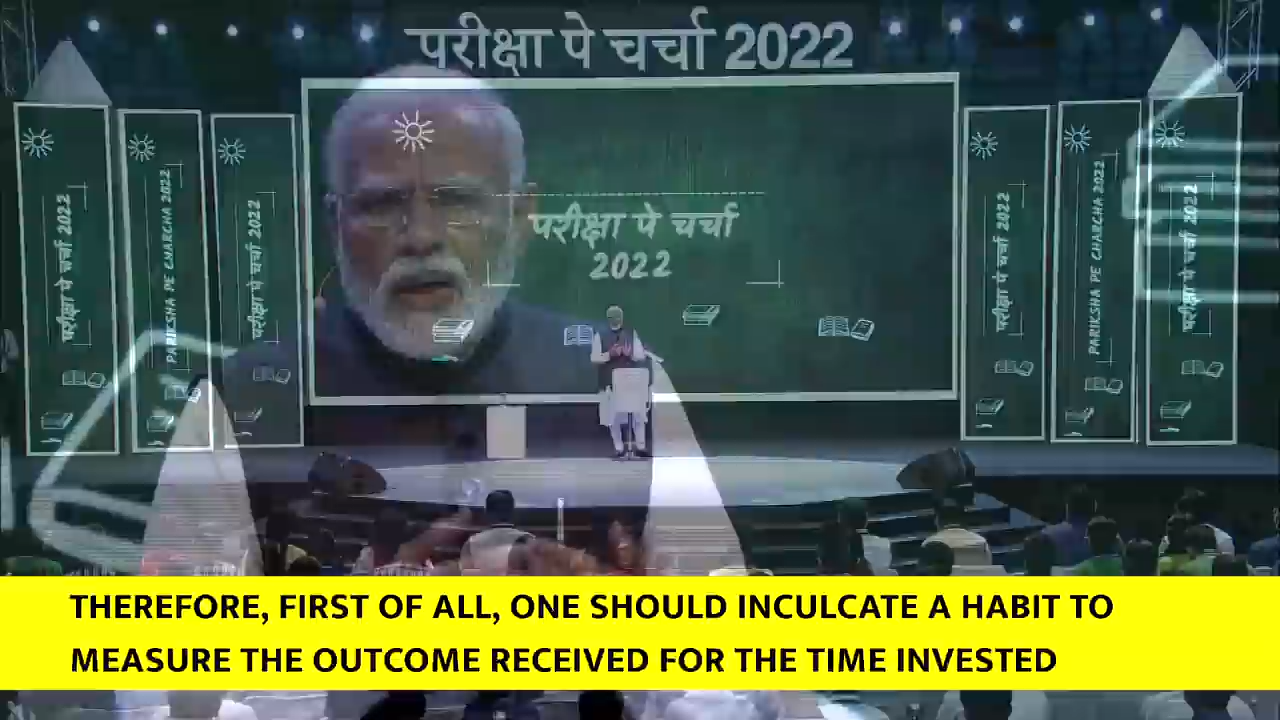 परीक्षा पे चर्चा 2022
परीक्षा पे चर्चा 2022
PARIKSHA PE CHARCHA 2022
परीक्षा पे चर्चा 2022
परीक्षा पे चर्चा
2022
परीक्षा पे चर्चा 2022
PARIKSHA PE CHARCHA 2022
परीक्षा पे चर्चा 2022
THEREFORE, FIRST OF ALL, ONE SHOULD INCULCATE A HABIT TO
MEASURE THE OUTCOME RECEIVED FOR THE TIME INVESTED